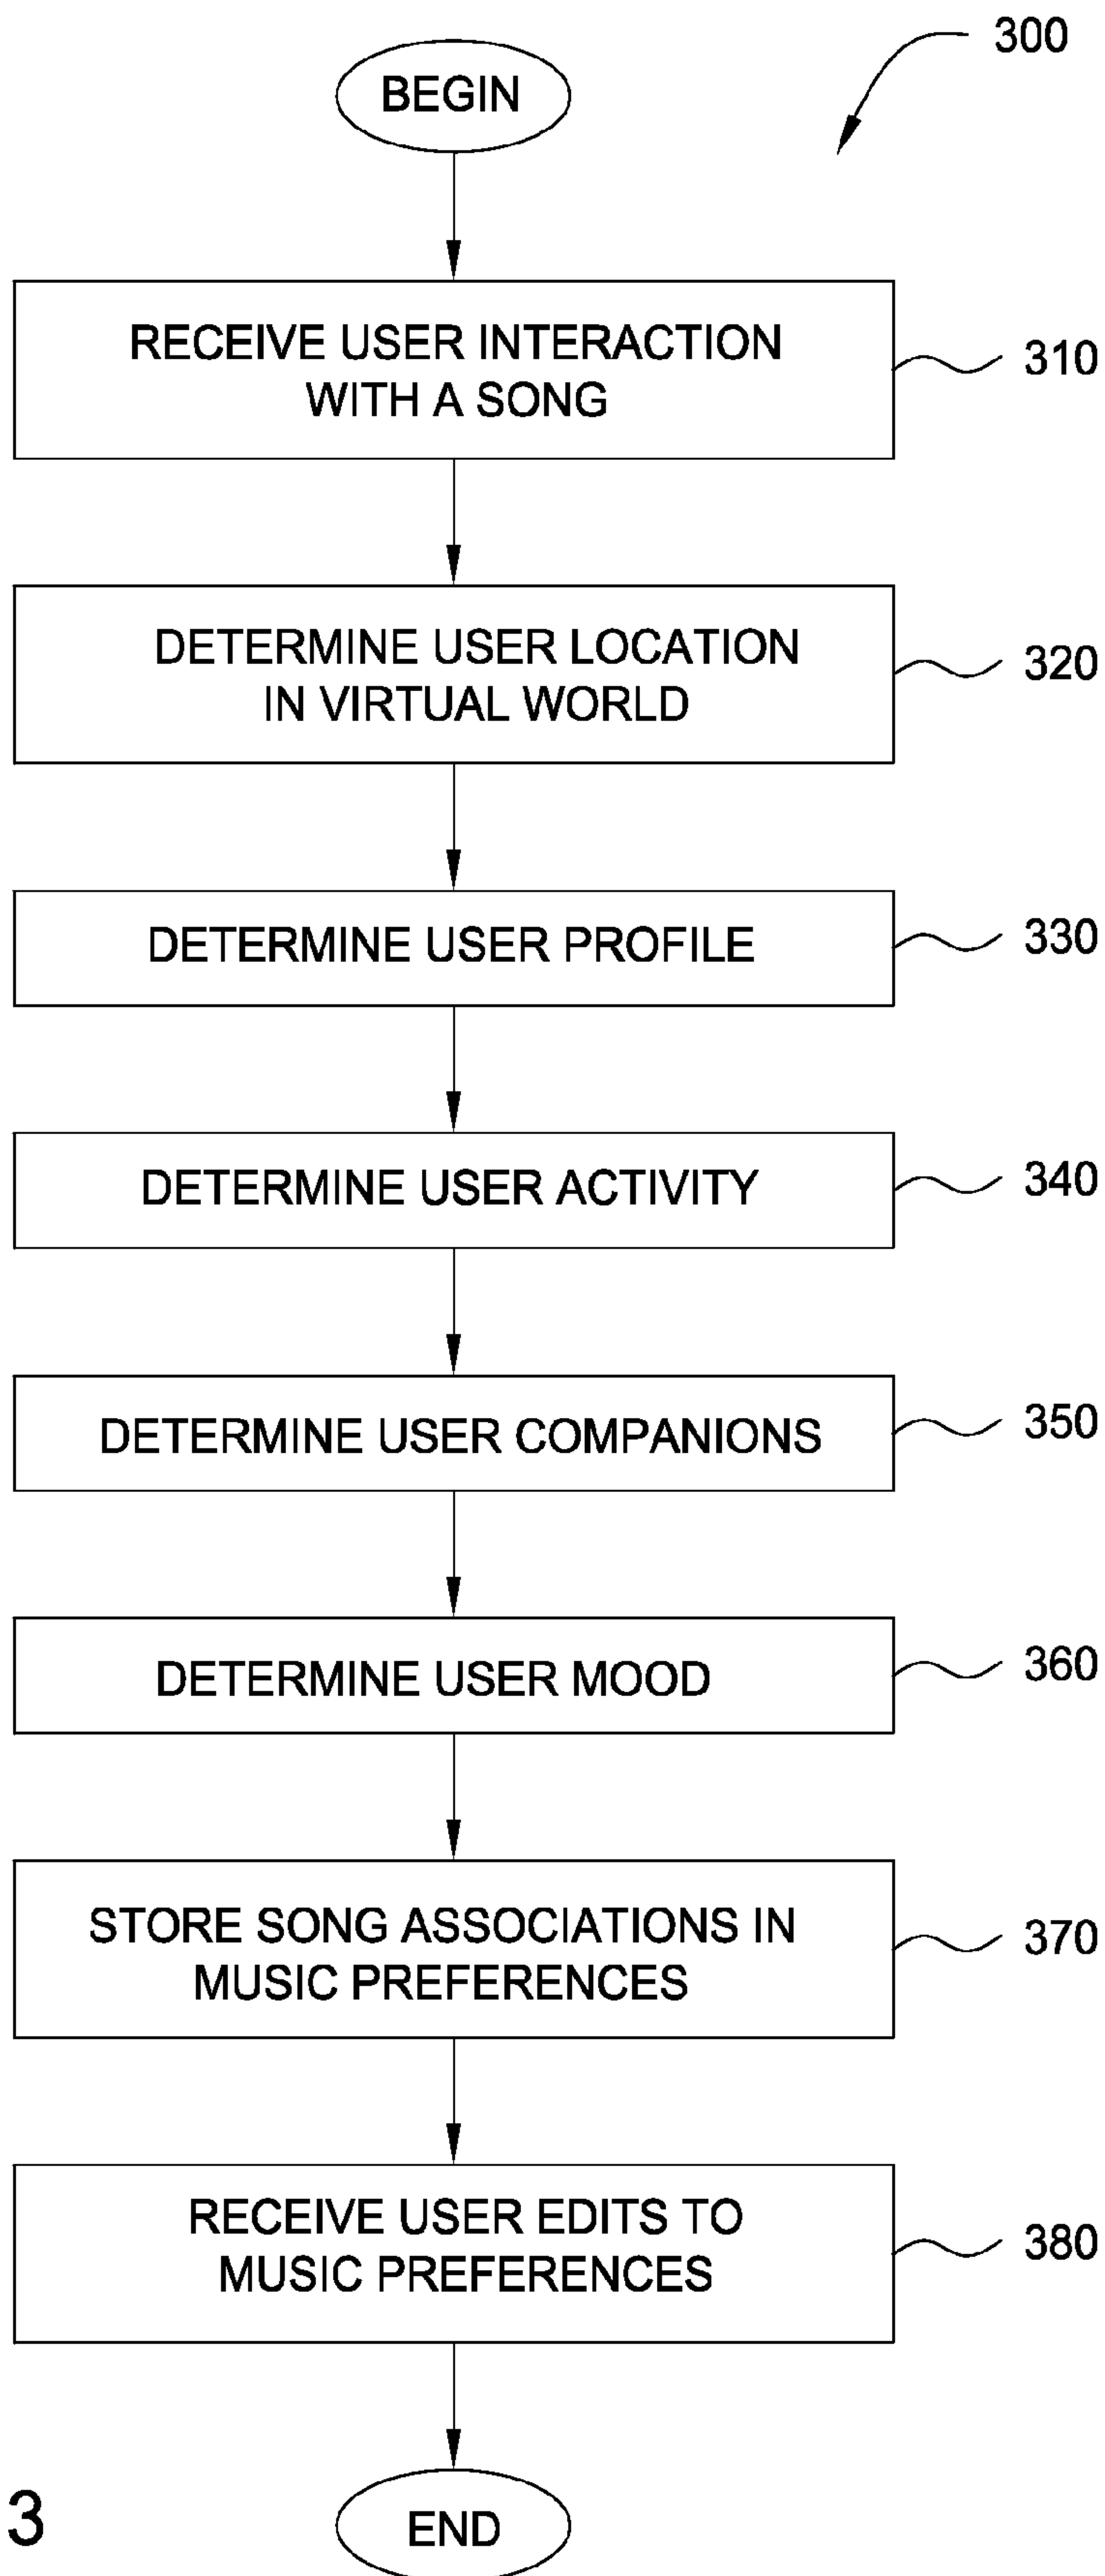 300
BEGIN
RECEIVE USER INTERACTION
WITH A SONG
310
DETERMINE USER LOCATION
IN VIRTUAL WORLD
320
DETERMINE USER PROFILE
330
DETERMINE USER ACTIVITY
340
DETERMINE USER COMPANIONS
350
DETERMINE USER MOOD
360
STORE SONG ASSOCIATIONS IN
MUSIC PREFERENCES
370
RECEIVE USER EDITS TO
MUSIC PREFERENCES
380
END
3